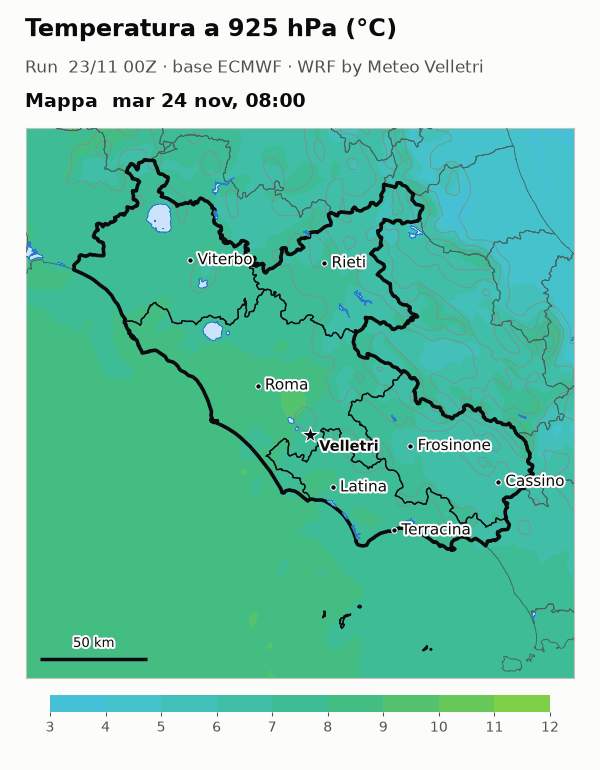 Temperatura a 925 hPa (°C)
Run  23/11 00Z · base ECMWF · WRF by Meteo Velletri
Mappa  mar 24 nov, 08:00
Viterbo
Rieti
Roma
Velletri
Frosinone
Latina
Cassino
Terracina
50 km
3 4 5 6 7 8 9 10 11 12